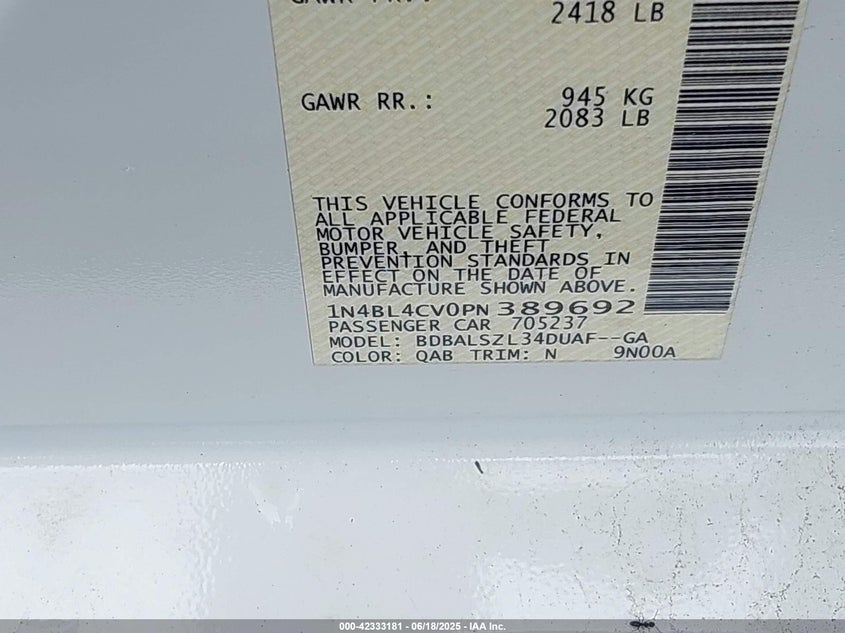 2418 LB
GAWR RR.: 945 KG
2083 LB
THIS VEHICLE CONFORMS TO
ALL APPLICABLE FEDERAL
MOTOR VEHICLE SAFETY,
BUMPER, AND THEFT
PREVENTION STANDARDS IN
EFFECT ON THE DATE OF
MANUFACTURE SHOWN ABOVE.
1N4BL4CV0PN389692
PASSENGER CAR 705237
MODEL: BDBALSZL34DUAF--GA
COLOR: QAB TRIM: N 9N00A
000-42333181 - 06/18/2025 - IAA Inc.